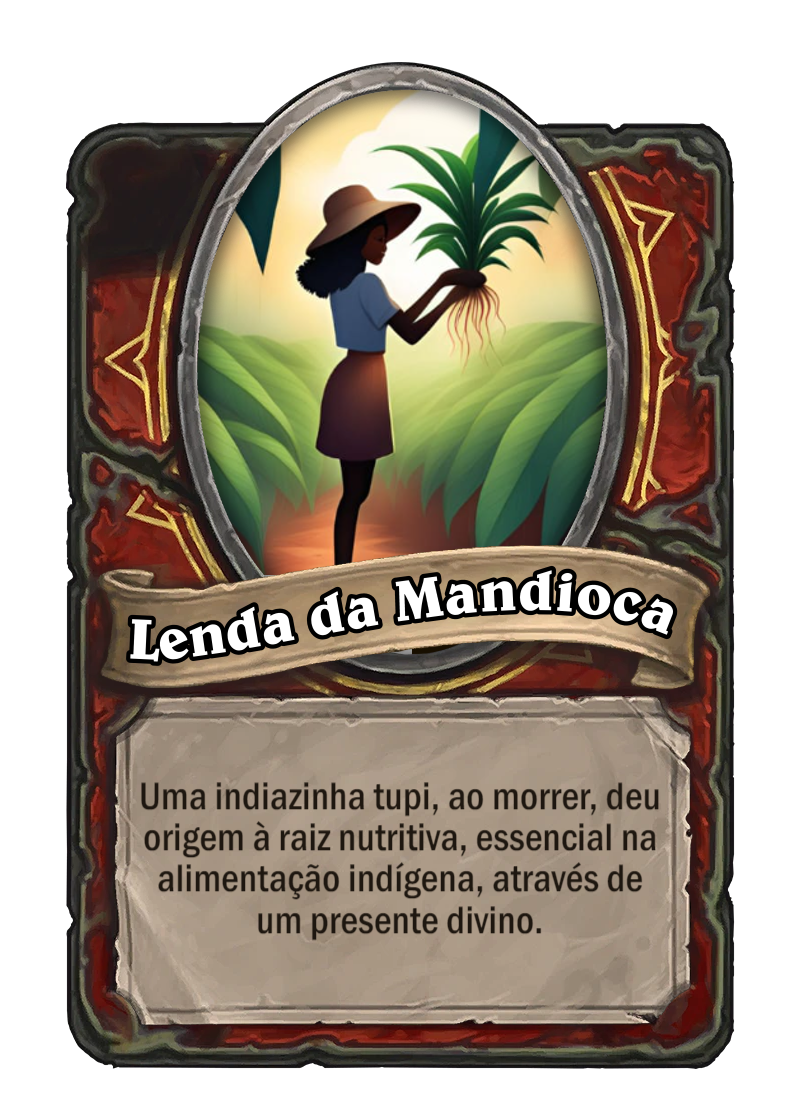 Lenda da Mandioca
Uma indiazinha tupi, ao morrer, deu
origem à raiz nutritiva, essencial na
alimentação indígena, através de
um presente divino.